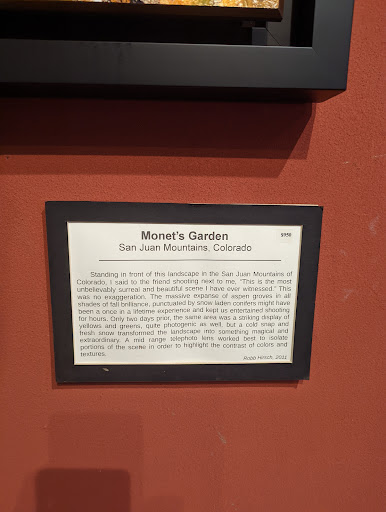 Monet's Garden
$950
San Juan Mountains, Colorado
Standing in front of this landscape in the San Juan Mountains of
Colorado, I said to the friend shooting next to me, "This is the most
unbelievably surreal and beautiful scene I have ever witnessed." This
was no exaggeration. The massive expanse of aspen groves in all
shades of fall brilliance, punctuated by snow laden conifers might have
been a once in a lifetime experience and kept us entertained shooting
for hours. Only two days prior, the same area was a striking display of
yellows and greens, quite photogenic as well, but a cold snap and
fresh snow transformed the landscape into something magical and
extraordinary. A mid range telephoto lens worked best to isolate
portions of the scene in order to highlight the contrast of colors and
textures.
Robb Hirsch, 2011